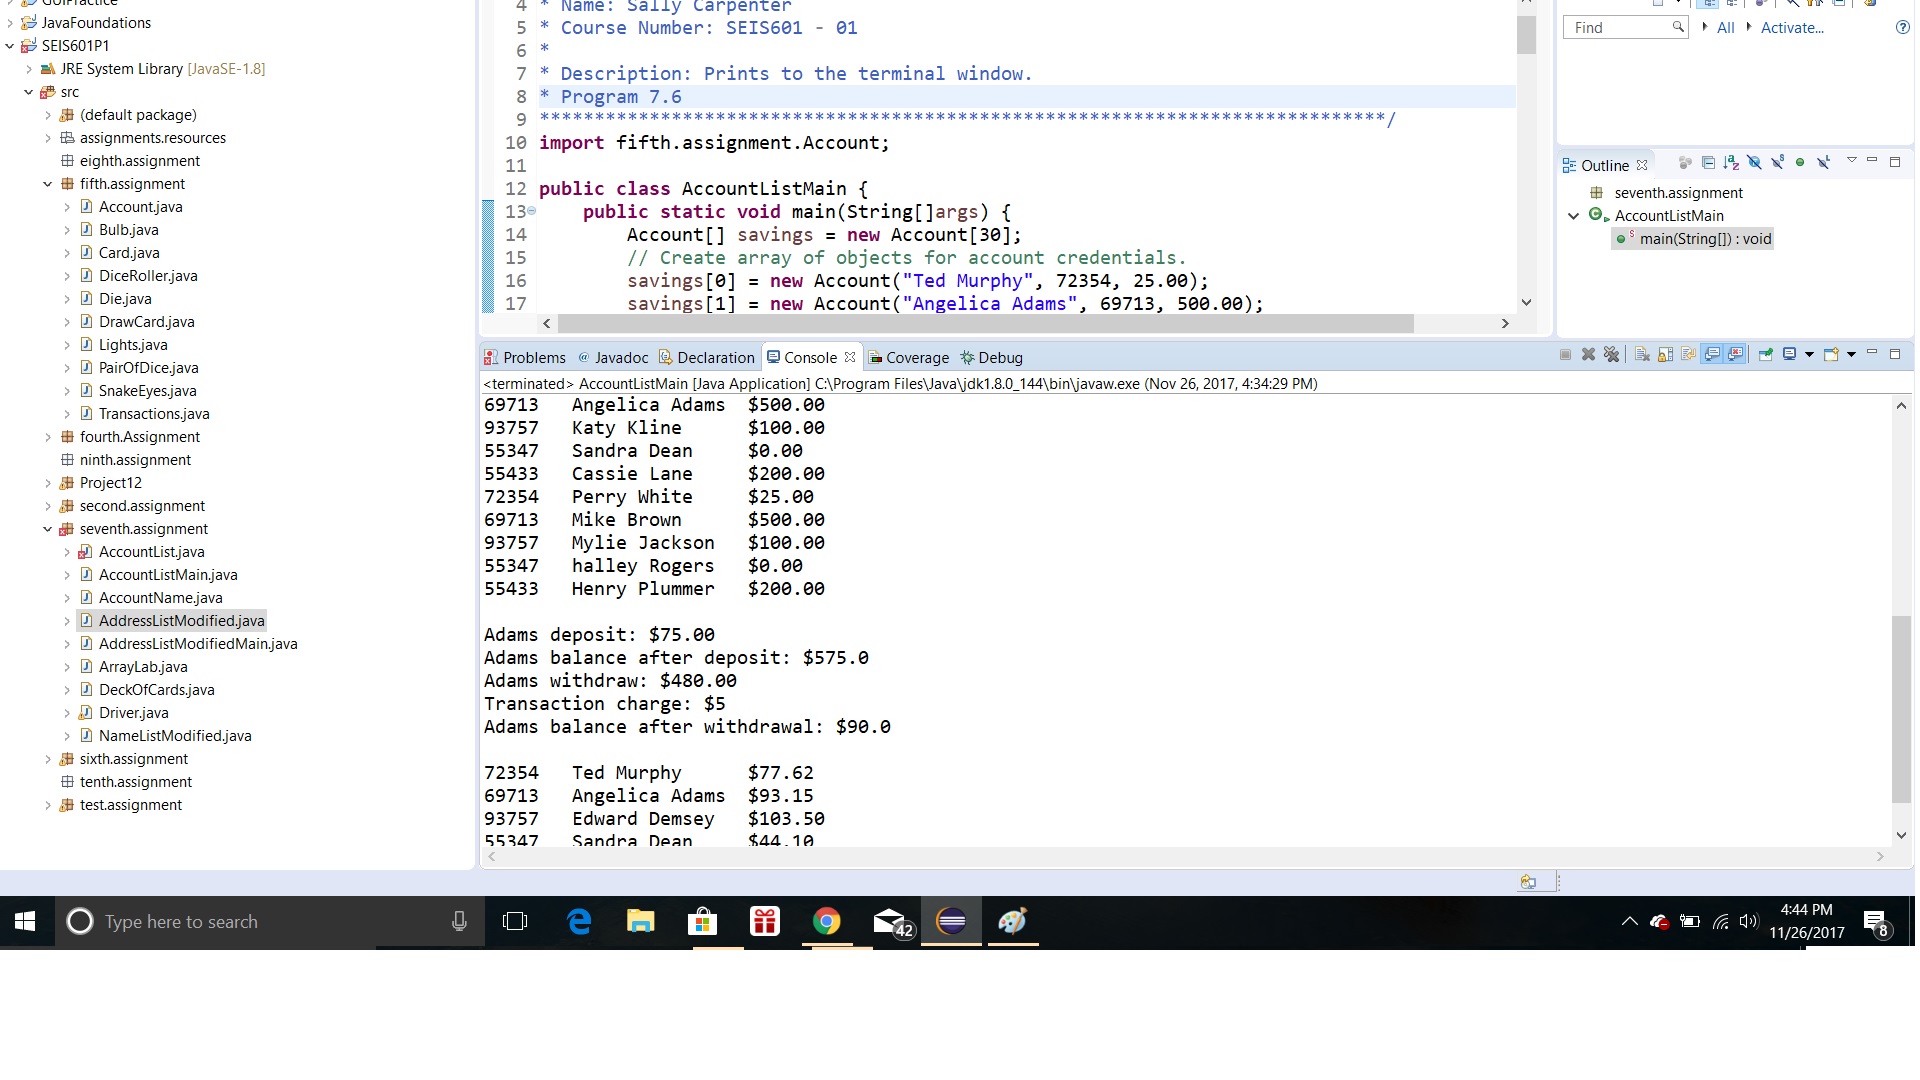 GUIPractice
JavaFoundations
SEIS601P1
JRE System Library [JavaSE-1.8]
src
(default package)
assignments.resources
eighth.assignment
fifth.assignment
Account.java
Bulb.java
Card.java
DiceRoller.java
Die.java
DrawCard.java
Lights.java
PairOfDice.java
SnakeEyes.java
Transactions.java
fourth.Assignment
ninth.assignment
Project12
second.assignment
seventh.assignment
AccountList.java
AccountListMain.java
AccountName.java
AddressListModified.java
AddressListModifiedMain.java
ArrayLab.java
DeckOfCards.java
Driver.java
NameListModified.java
sixth.assignment
tenth.assignment
test.assignment
4 * Name: Sally Carpenter
5 * Course Number: SEIS601 - 01
6 *
7 * Description: Prints to the terminal window.
8 * Program 7.6
9 *****************************************************************************/
10 import fifth.assignment.Account;
11
12 public class AccountListMain {
13 public static void main(String[]args) {
14 Account[] savings = new Account[30];
15 // Create array of objects for account credentials.
16 savings[0] = new Account("Ted Murphy", 72354, 25.00);
17 savings[1] = new Account("Angelica Adams", 69713, 500.00);
Find All Activate...
Outline
seventh.assignment
AccountListMain
main(String[]) : void
Problems @ Javadoc Declaration Console Coverage Debug
<terminated> AccountListMain [Java Application] C:\Program Files\Java\jdk1.8.0_144\bin\javaw.exe (Nov 26, 2017, 4:34:29 PM)
69713 Angelica Adams $500.00
93757 Katy Kline $100.00
55347 Sandra Dean $0.00
55433 Cassie Lane $200.00
72354 Perry White $25.00
69713 Mike Brown $500.00
93757 Mylie Jackson $100.00
55347 halley Rogers $0.00
55433 Henry Plummer $200.00
Adams deposit: $75.00
Adams balance after deposit: $575.0
Adams withdraw: $480.00
Transaction charge: $5
Adams balance after withdrawal: $90.0
72354 Ted Murphy $77.62
69713 Angelica Adams $93.15
93757 Edward Demsey $103.50
55347 Sandra Dean $44.10
Type here to search
42
4:44 PM
11/26/2017
8